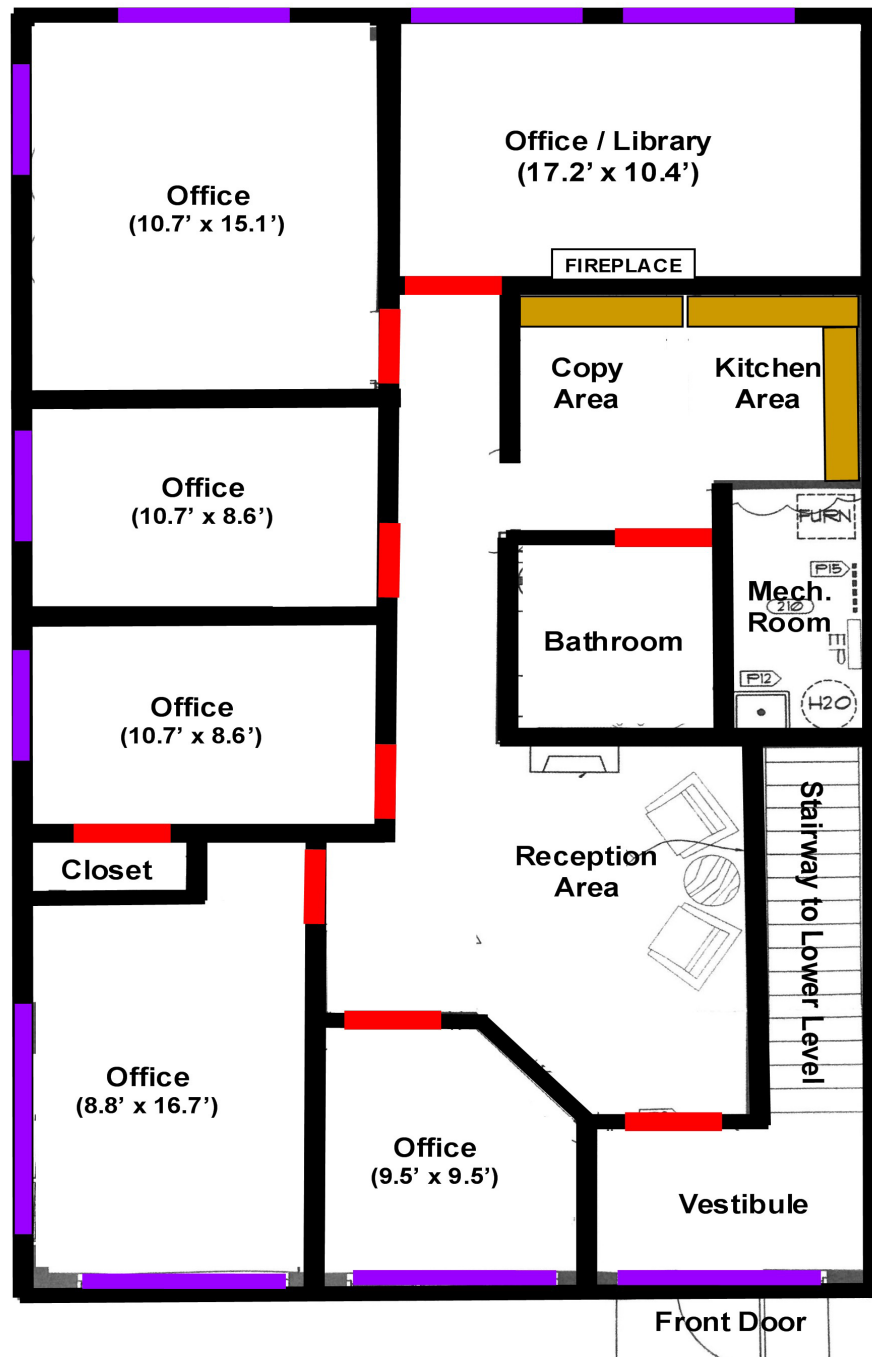 Office / Library
(17.2’ x 10.4’)
Office
(10.7’ x 15.1’)
FIREPLACE
Copy
Area
Kitchen
Area
Office
(10.7’ x 8.6’)
FURN
P15
Mech.
210
Room
EP
Bathroom
P12
H2O
Office
(10.7’ x 8.6’)
Stairway to Lower Level
Closet
Reception
Area
Office
(8.8’ x 16.7’)
Office
(9.5’ x 9.5’)
Vestibule
Front Door